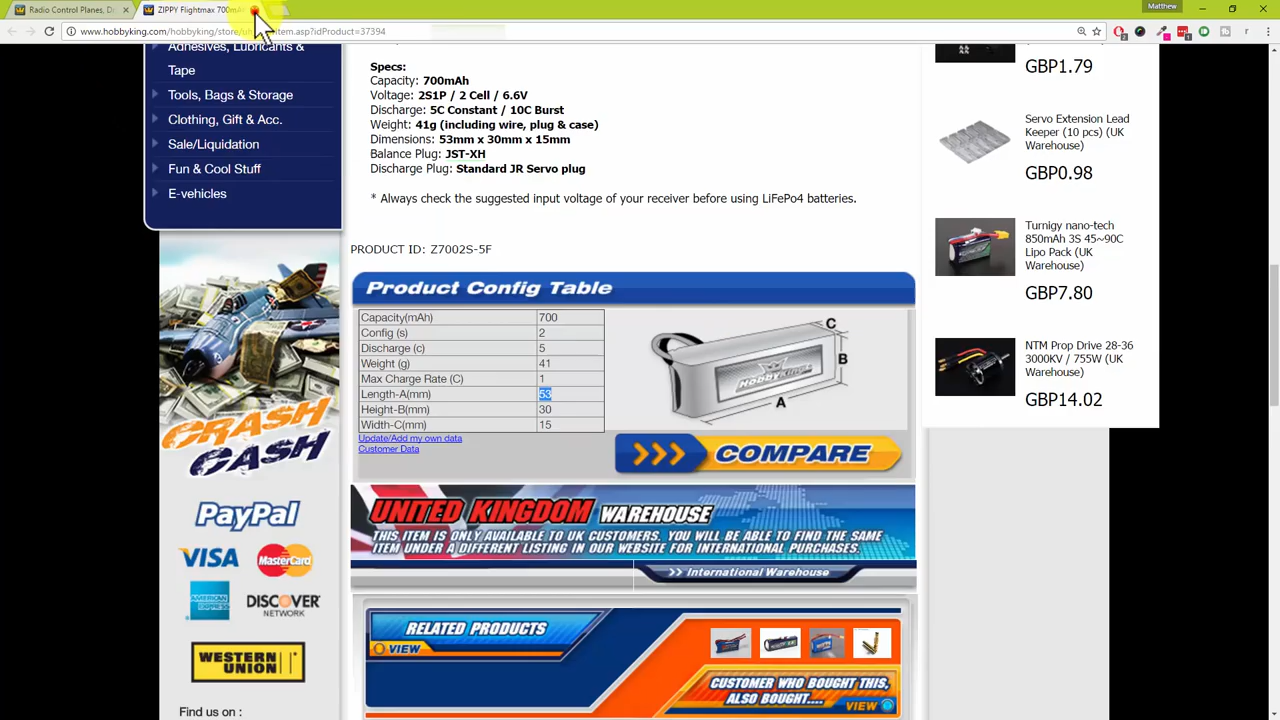 Radio Control Planes, D
ZIPPY Flightmax 700mA
Matthew
www.hobbyking.com/hobbyking/store/
item.asp?idProduct=37394
Adhesives, Lubricants &
Tape
Tools, Bags & Storage
Clothing, Gift & Acc.
Sale/Liquidation
Fun & Cool Stuff
E-vehicles
CRASH
CASH
PayPal
VISA
MasterCard
AMERICAN EXPRESS
DISCOVER
NETWORK
WESTERN
UNION
Find us on :
Specs:
Capacity: 700mAh
Voltage: 2S1P / 2 Cell / 6.6V
Discharge: 5C Constant / 10C Burst
Weight: 41g (including wire, plug & case)
Dimensions: 53mm x 30mm x 15mm
Balance Plug: JST-XH
Discharge Plug: Standard JR Servo plug
* Always check the suggested input voltage of your receiver before using LiFePo4 batteries.
PRODUCT ID: Z7002S-5F
Product Config Table
Capacity(mAh) 700
Config (s) 2
Discharge (c) 5
Weight (g) 41
Max Charge Rate (C) 1
Length-A(mm) 53
Height-B(mm) 30
Width-C(mm) 15
Update/Add my own data
Customer Data
C
B
A
HobbyKing
>>> COMPARE
UNITED KINGDOM WAREHOUSE
THIS ITEM IS ONLY AVAILABLE TO UK CUSTOMERS. YOU WILL BE ABLE TO FIND THE SAME
ITEM UNDER A DIFFERENT LISTING IN OUR WEBSITE FOR INTERNATIONAL PURCHASES.
>> International Warehouse
RELATED PRODUCTS
VIEW
CUSTOMER WHO BOUGHT THIS,
ALSO BOUGHT....
VIEW
GBP1.79
Servo Extension Lead
Keeper (10 pcs) (UK
Warehouse)
GBP0.98
Turnigy nano-tech
850mAh 3S 45~90C
Lipo Pack (UK
Warehouse)
GBP7.80
NTM Prop Drive 28-36
3000KV / 755W (UK
Warehouse)
GBP14.02